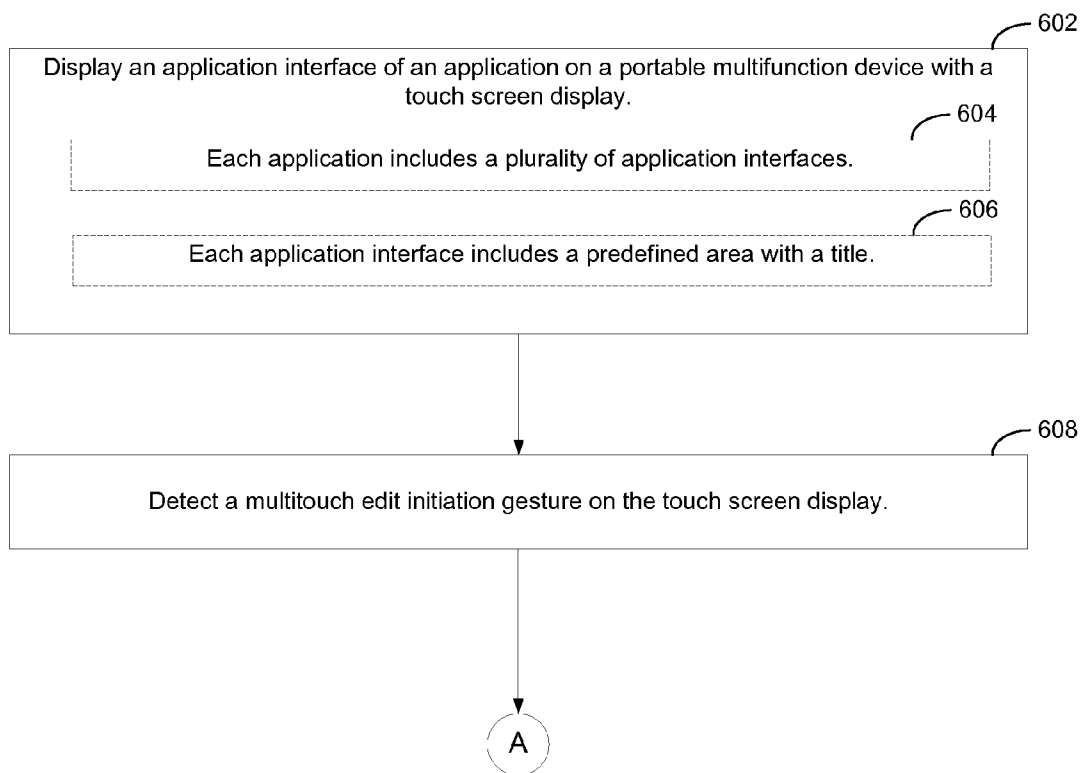 602
Display an application interface of an application on a portable multifunction device with a
touch screen display.
604
Each application includes a plurality of application interfaces.
606
Each application interface includes a predefined area with a title.
608
Detect a multitouch edit initiation gesture on the touch screen display.
A